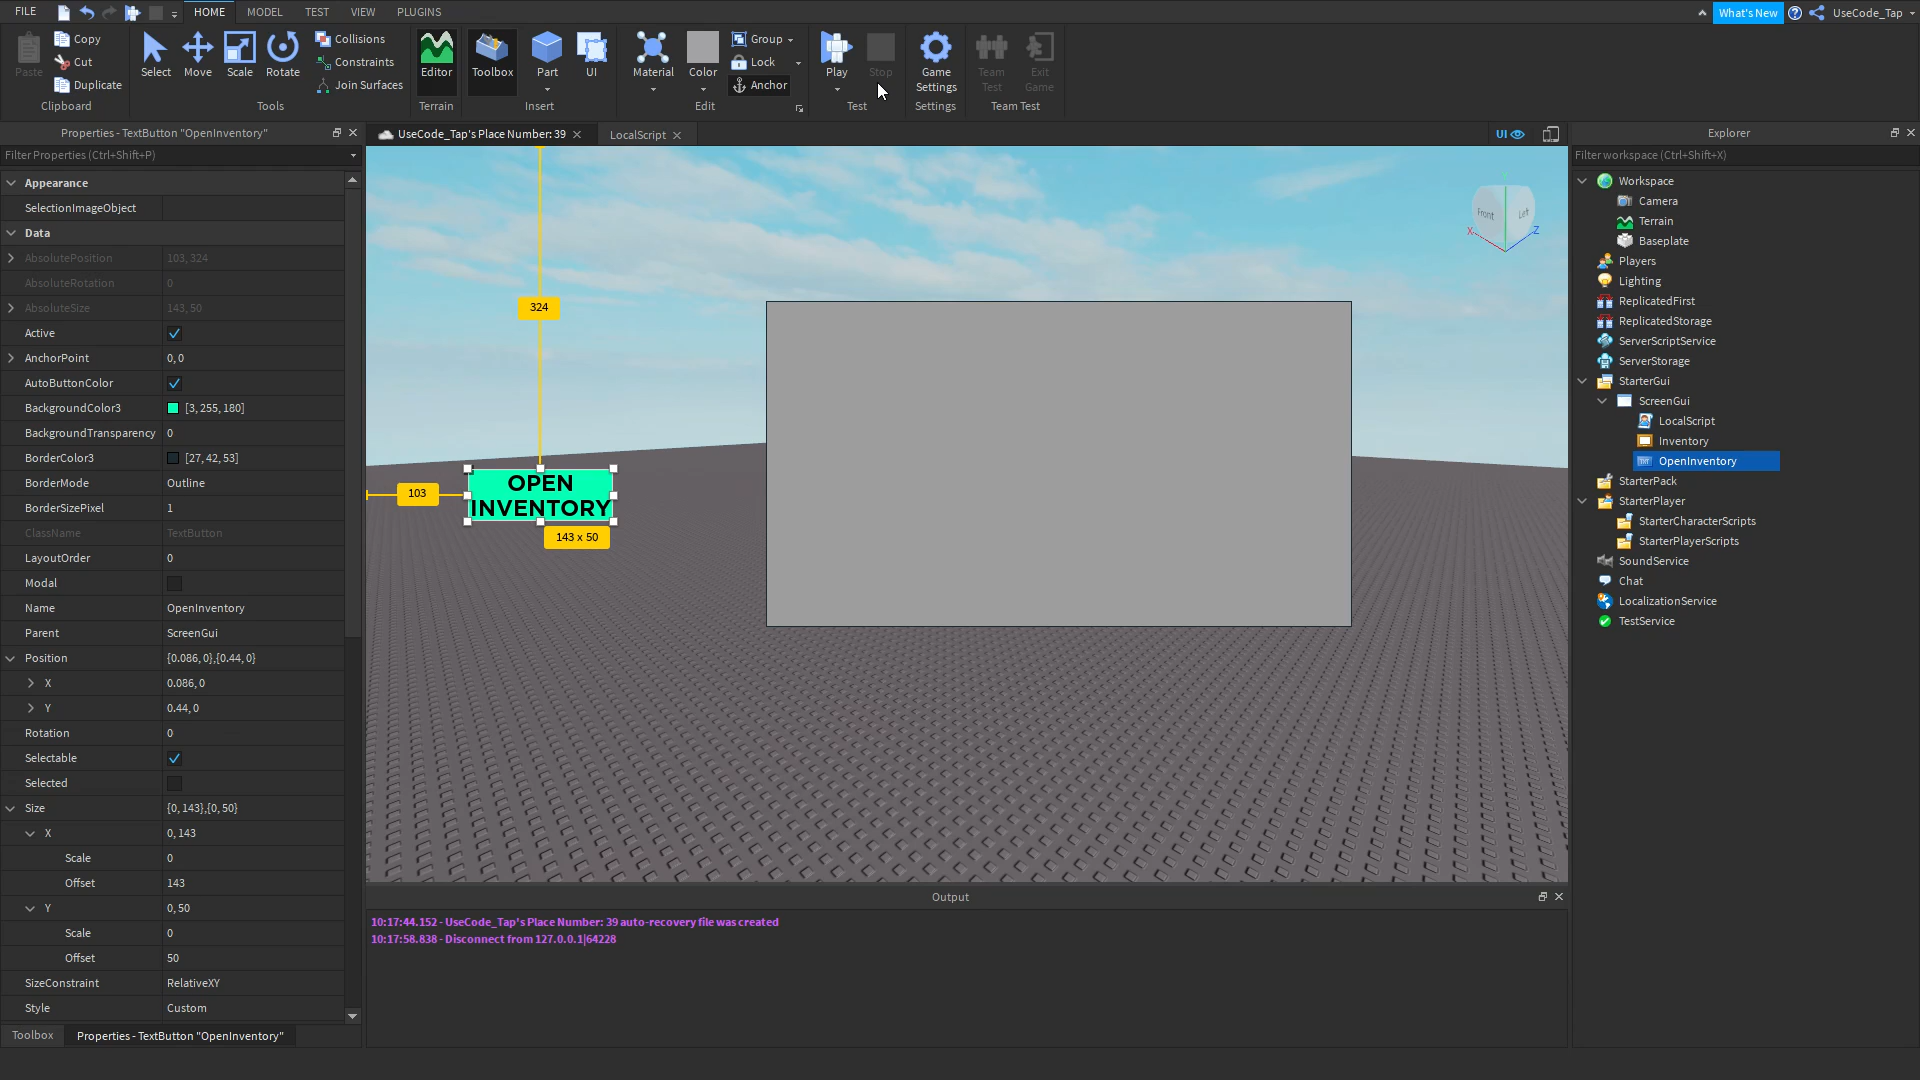 FILE
HOME
MODEL
TEST
VIEW
PLUGINS
What's New
UseCode_Tap
Paste
Copy
Cut
Duplicate
Clipboard
Select
Move
Scale
Rotate
Collisions
Constraints
Join Surfaces
Tools
Editor
Terrain
Toolbox
Part
UI
Insert
Material
Color
Group
Lock
Anchor
Edit
Play
Stop
Test
Game
Settings
Settings
Team
Test
Exit
Game
Team Test
Properties - TextButton "OpenInventory"
Filter Properties (Ctrl+Shift+P)
Appearance
SelectionImageObject
Data
AbsolutePosition 103, 324
AbsoluteRotation 0
AbsoluteSize 143, 50
Active
AnchorPoint 0, 0
AutoButtonColor
BackgroundColor3 [3, 255, 180]
BackgroundTransparency 0
BorderColor3 [27, 42, 53]
BorderMode Outline
BorderSizePixel 1
ClassName TextButton
LayoutOrder 0
Modal
Name OpenInventory
Parent ScreenGui
Position {0.086, 0},{0.44, 0}
X 0.086, 0
Y 0.44, 0
Rotation 0
Selectable
Selected
Size {0, 143},{0, 50}
X 0, 143
Scale 0
Offset 143
Y 0, 50
Scale 0
Offset 50
SizeConstraint RelativeXY
Style Custom
Toolbox
Properties - TextButton "OpenInventory"
UseCode_Tap's Place Number: 39
LocalScript
UI
324
103
OPEN
INVENTORY
143 x 50
Front
Left
X
Y
Z
Output
10:17:44.152 - UseCode_Tap's Place Number: 39 auto-recovery file was created
10:17:58.838 - Disconnect from 127.0.0.1|64228
Explorer
Filter workspace (Ctrl+Shift+X)
Workspace
Camera
Terrain
Baseplate
Players
Lighting
ReplicatedFirst
ReplicatedStorage
ServerScriptService
ServerStorage
StarterGui
ScreenGui
LocalScript
Inventory
OpenInventory
StarterPack
StarterPlayer
StarterCharacterScripts
StarterPlayerScripts
SoundService
Chat
LocalizationService
TestService